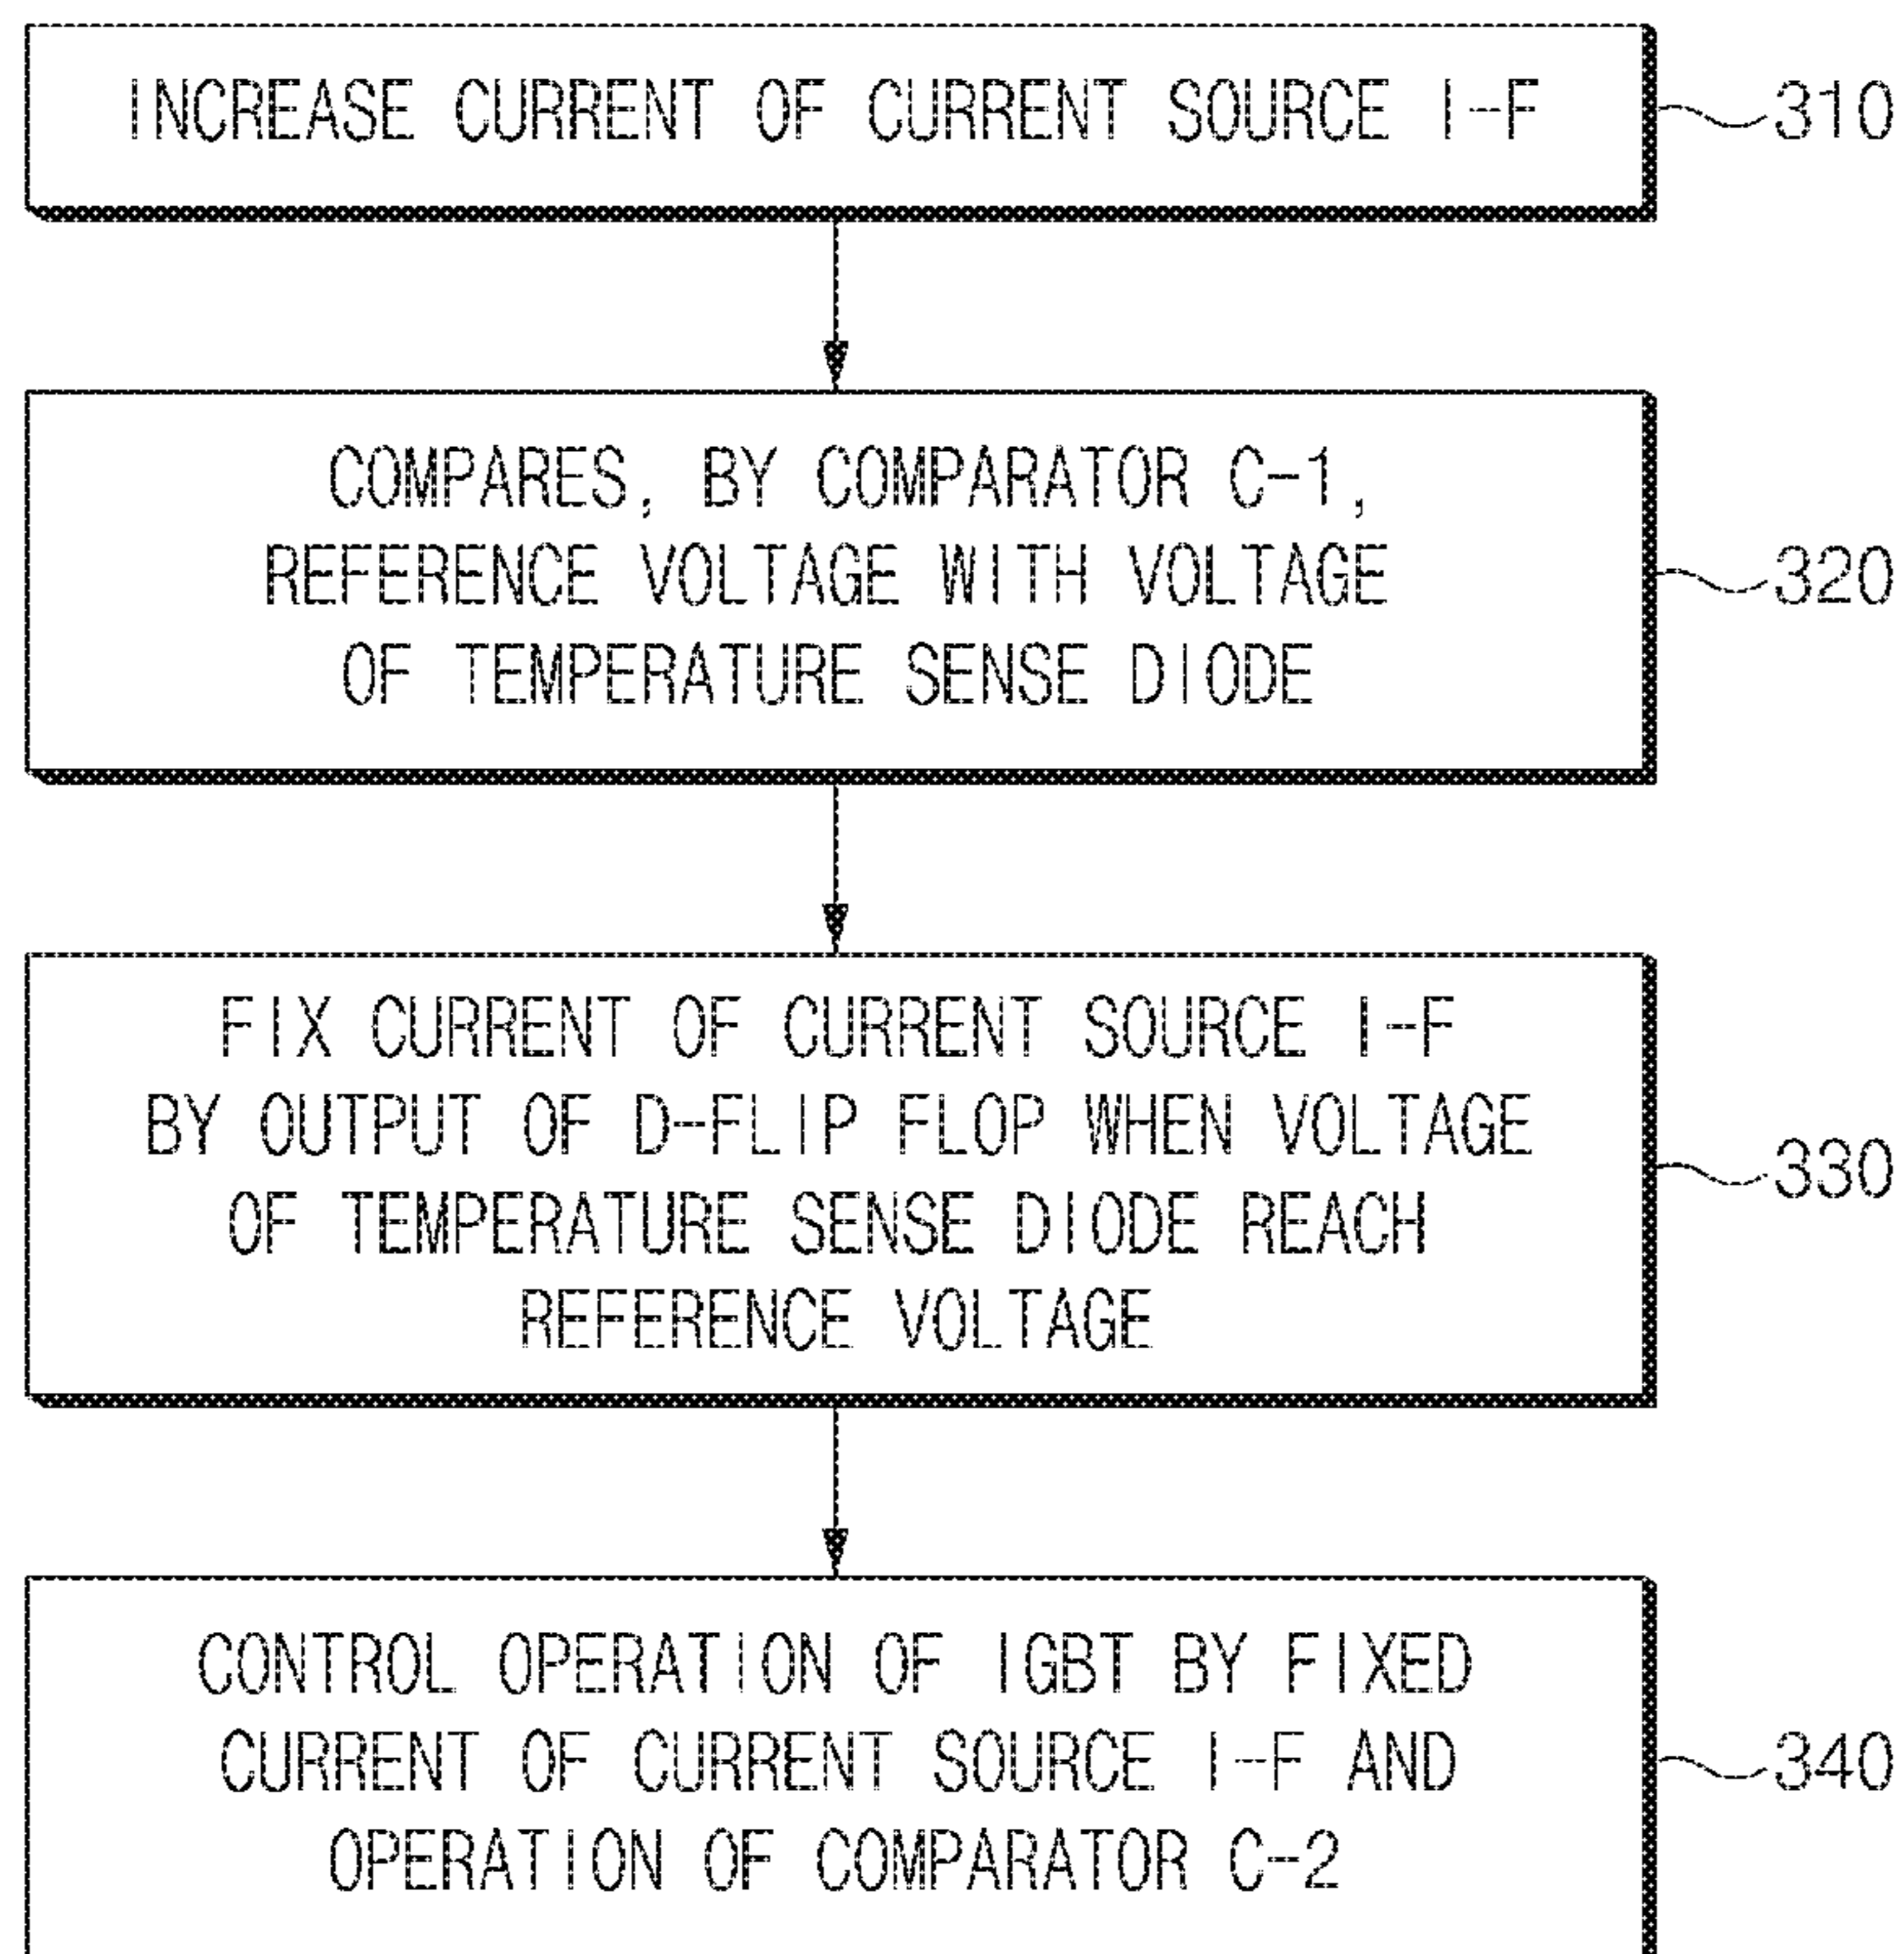 INCREASE CURRENT OF CURRENT SOURCE I-F
310
COMPARES, BY COMPARATOR C-1,
REFERENCE VOLTAGE WITH VOLTAGE
OF TEMPERATURE SENSE DIODE
320
FIX CURRENT OF CURRENT SOURCE I-F
BY OUTPUT OF D-FLIP FLOP WHEN VOLTAGE
OF TEMPERATURE SENSE DIODE REACH
REFERENCE VOLTAGE
330
CONTROL OPERATION OF IGBT BY FIXED
CURRENT OF CURRENT SOURCE I-F AND
OPERATION OF COMPARATOR C-2
340